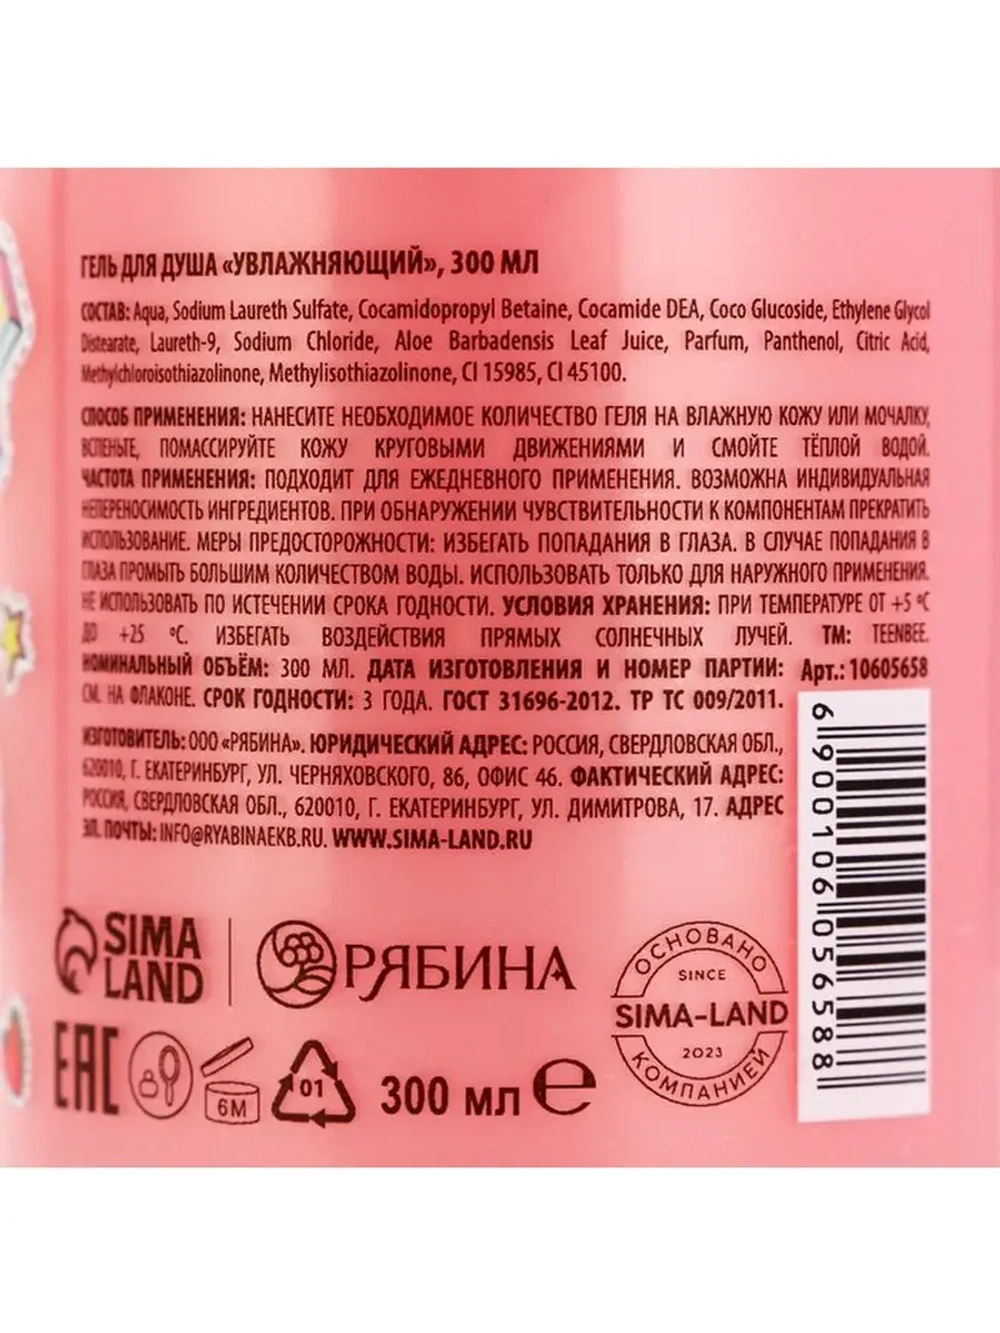 ГЕЛЬ ДЛЯ ДУША «УВЛАЖНЯЮЩИЙ», 300 МЛ
СОСТАВ: Aqua, Sodium Laureth Sulfate, Cocamidopropyl Betaine, Cocamide DEA, Coco Glucoside, Ethylene Glycol
Distearate, Laureth-9, Sodium Chloride, Aloe Barbadensis Leaf Juice, Parfum, Panthenol, Citric Acid,
Methylchloroisothiazolinone, Methylisothiazolinone, CI 15985, CI 45100.
СПОСОБ ПРИМЕНЕНИЯ: НАНЕСИТЕ НЕОБХОДИМОЕ КОЛИЧЕСТВО ГЕЛЯ НА ВЛАЖНУЮ КОЖУ ИЛИ МОЧАЛКУ,
ВСПЕНЬТЕ, ПОМАССИРУЙТЕ КОЖУ КРУГОВЫМИ ДВИЖЕНИЯМИ И СМОЙТЕ ТЁПЛОЙ ВОДОЙ.
ЧАСТОТА ПРИМЕНЕНИЯ: ПОДХОДИТ ДЛЯ ЕЖЕДНЕВНОГО ПРИМЕНЕНИЯ. ВОЗМОЖНА ИНДИВИДУАЛЬНАЯ
НЕПЕРЕНОСИМОСТЬ ИНГРЕДИЕНТОВ. ПРИ ОБНАРУЖЕНИИ ЧУВСТВИТЕЛЬНОСТИ К КОМПОНЕНТАМ ПРЕКРАТИТЬ
ИСПОЛЬЗОВАНИЕ. МЕРЫ ПРЕДОСТОРОЖНОСТИ: ИЗБЕГАТЬ ПОПАДАНИЯ В ГЛАЗА. В СЛУЧАЕ ПОПАДАНИЯ В
ГЛАЗА ПРОМЫТЬ БОЛЬШИМ КОЛИЧЕСТВОМ ВОДЫ. ИСПОЛЬЗОВАТЬ ТОЛЬКО ДЛЯ НАРУЖНОГО ПРИМЕНЕНИЯ.
НЕ ИСПОЛЬЗОВАТЬ ПО ИСТЕЧЕНИИ СРОКА ГОДНОСТИ. УСЛОВИЯ ХРАНЕНИЯ: ПРИ ТЕМПЕРАТУРЕ ОТ +5 °C
ДО +25 °C. ИЗБЕГАТЬ ВОЗДЕЙСТВИЯ ПРЯМЫХ СОЛНЕЧНЫХ ЛУЧЕЙ. ТМ: TEENBEE.
НОМИНАЛЬНЫЙ ОБЪЁМ: 300 МЛ. ДАТА ИЗГОТОВЛЕНИЯ И НОМЕР ПАРТИИ: Арт.: 10605658
СМ. НА ФЛАКОНЕ. СРОК ГОДНОСТИ: 3 ГОДА. ГОСТ 31696-2012. ТР ТС 009/2011.
ИЗГОТОВИТЕЛЬ: ООО «РЯБИНА». ЮРИДИЧЕСКИЙ АДРЕС: РОССИЯ, СВЕРДЛОВСКАЯ ОБЛ.,
620010, Г. ЕКАТЕРИНБУРГ, УЛ. ЧЕРНЯХОВСКОГО, 86, ОФИС 46. ФАКТИЧЕСКИЙ АДРЕС:
РОССИЯ, СВЕРДЛОВСКАЯ ОБЛ., 620010, Г. ЕКАТЕРИНБУРГ, УЛ. ДИМИТРОВА, 17. АДРЕС
ЭЛ. ПОЧТЫ: INFO@RYABINAEKB.RU. WWW.SIMA-LAND.RU
6 900106 056588
SIMA
LAND
РЯБИНА
ОСНОВАНО
SINCE
SIMA-LAND
2023
КОМПАНИЕЙ
EAC
6М
01
300 мл e